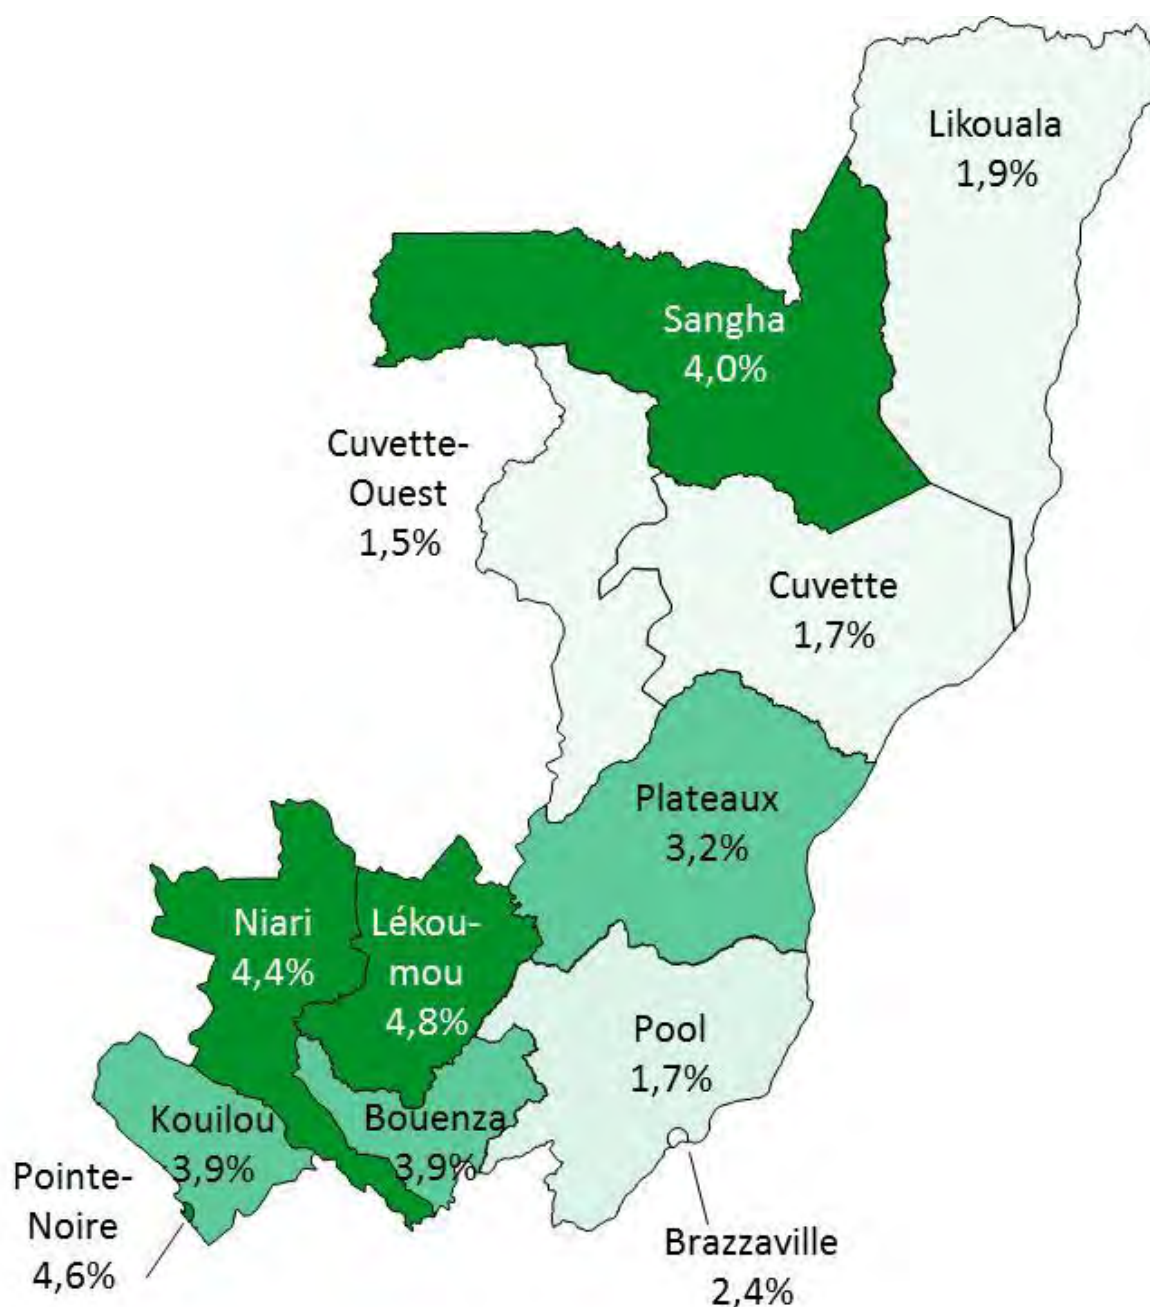 Likouala
1,9%
Sangha
4,0%
Cuvette-
Ouest
1,5%
Cuvette
1,7%
Plateaux
3,2%
Niari
4,4%
Lékou-
mou
4,8%
Pool
1,7%
Kouilou
3,9%
Bouenza
3,9%
Pointe-
Noire
4,6%
Brazzaville
2,4%